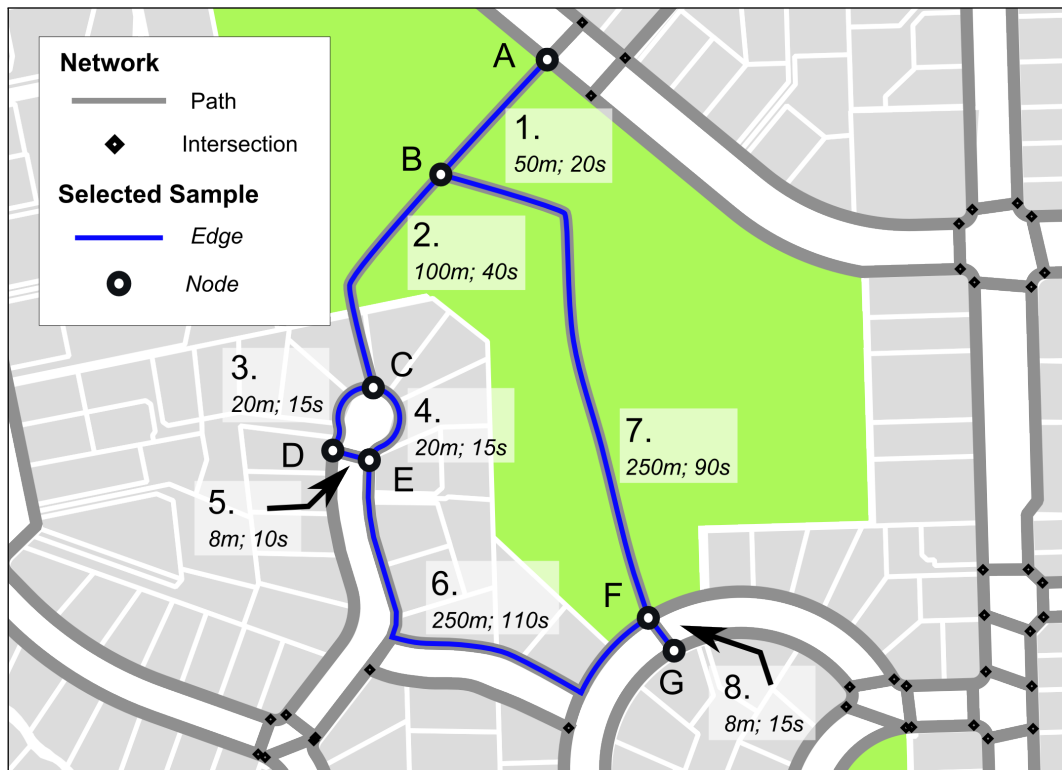 Network
Path
Intersection
Selected Sample
Edge
Node
A
1.
50m; 20s
B
2.
100m; 40s
C
3.
20m; 15s
4.
20m; 15s
D
E
5.
8m; 10s
6.
250m; 110s
7.
250m; 90s
F
G
8.
8m; 15s